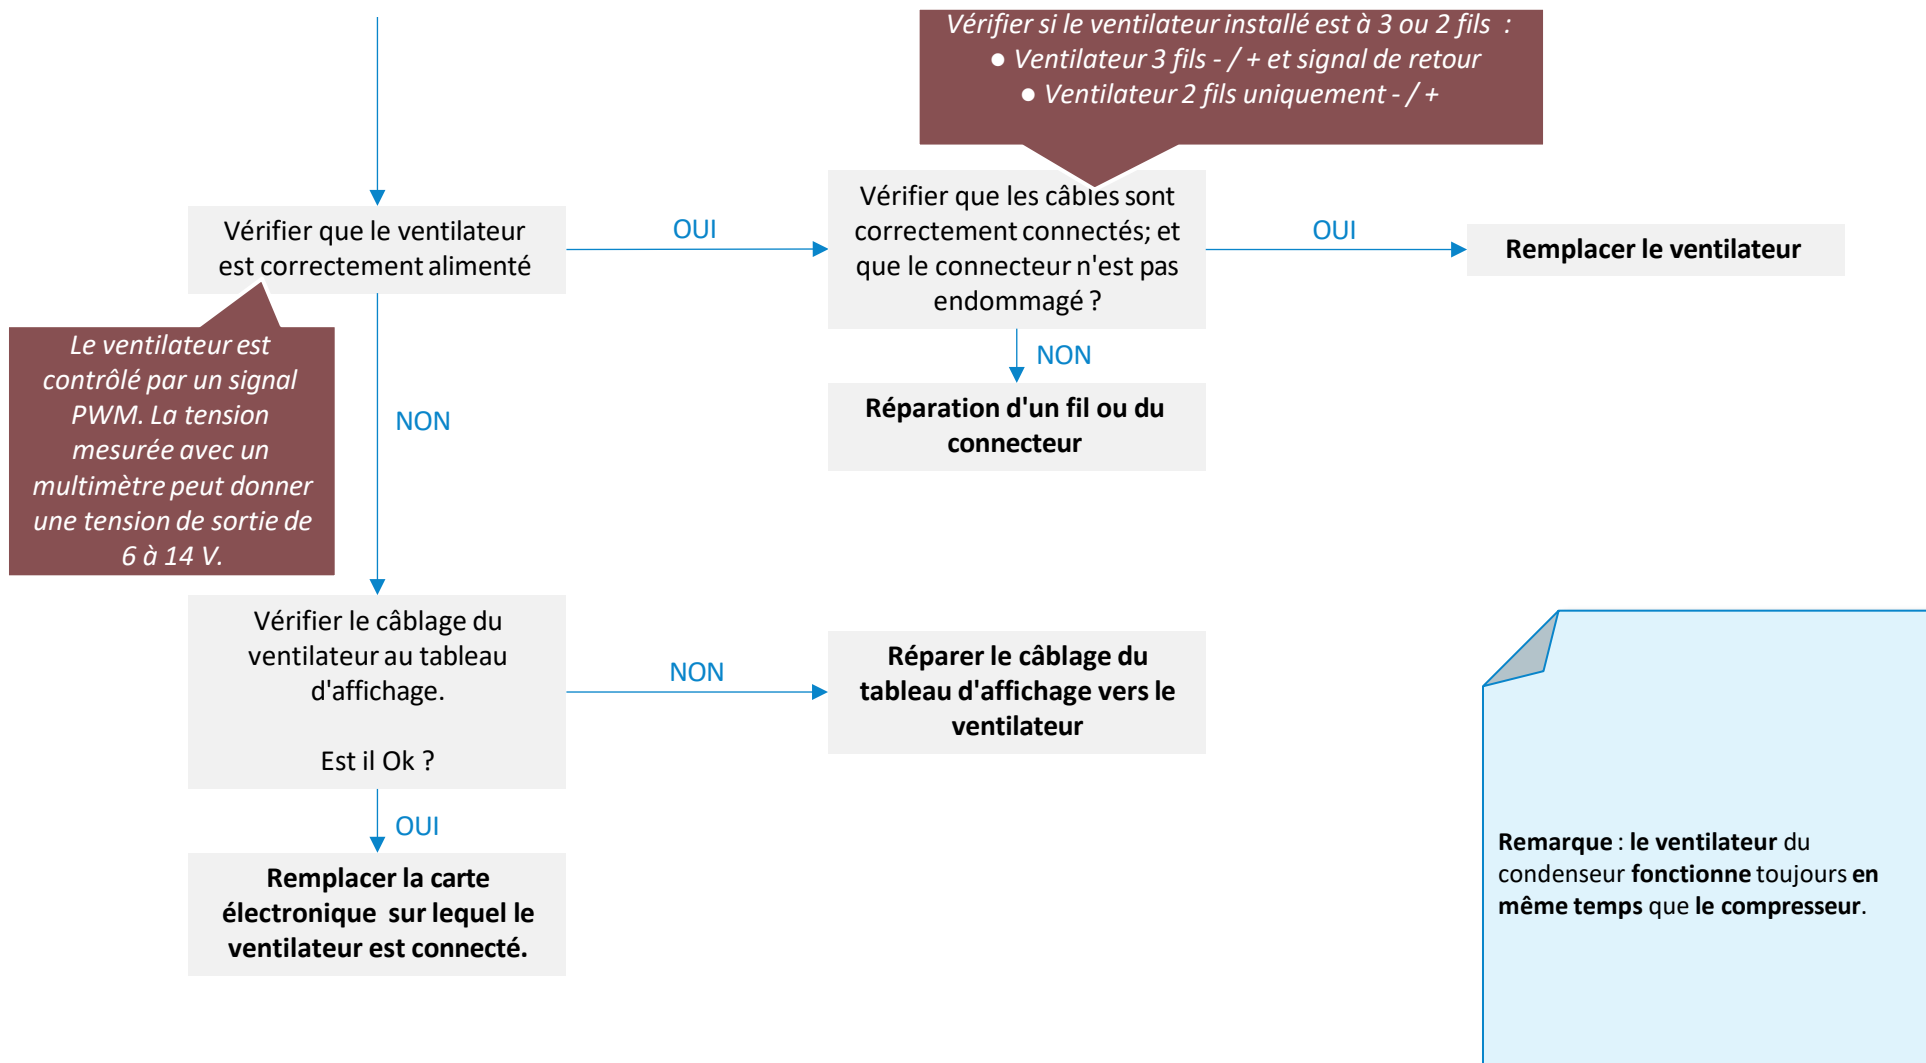 Vérifier si le ventilateur installé est à 3 ou 2 fils :
● Ventilateur 3 fils - / + et signal de retour
● Ventilateur 2 fils uniquement - / +
Vérifier que le ventilateur
est correctement alimenté
OUI
Vérifier que les câbles sont
correctement connectés; et
que le connecteur n'est pas
endommagé ?
OUI
Remplacer le ventilateur
Le ventilateur est
contrôlé par un signal
PWM. La tension
mesurée avec un
multimètre peut donner
une tension de sortie de
6 à 14 V.
NON
NON
Réparation d'un fil ou du
connecteur
Vérifier le câblage du
ventilateur au tableau
d'affichage.
Est il Ok ?
NON
Réparer le câblage du
tableau d'affichage vers le
ventilateur
OUI
Remplacer la carte
électronique sur lequel le
ventilateur est connecté.
Remarque : le ventilateur du
condenseur fonctionne toujours en
même temps que le compresseur.